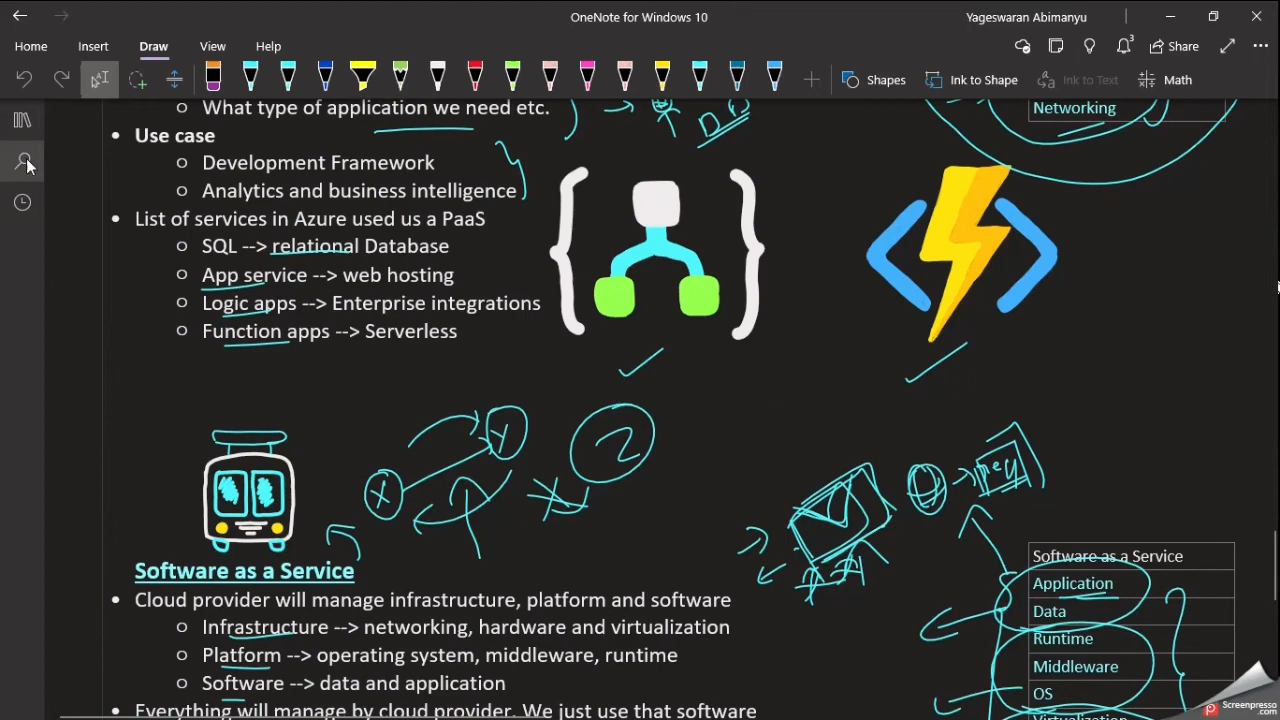 OneNote for Windows 10
Yageswaran Abimanyu
Home Insert Draw View Help
3
Share
Shapes Ink to Shape Ink to Text Math
What type of application we need etc.
Networking
Use case
Development Framework
Analytics and business intelligence
List of services in Azure used us a PaaS
SQL --> relational Database
App service --> web hosting
Logic apps --> Enterprise integrations
Function apps --> Serverless
X
Y
Z
Software as a Service
Cloud provider will manage infrastructure, platform and software
Infrastructure --> networking, hardware and virtualization
Platform --> operating system, middleware, runtime
Software --> data and application
Everything will manage by cloud provider. We just use that software
Software as a Service
Application
Data
Runtime
Middleware
OS
Virtualization
Screenpresso
.com